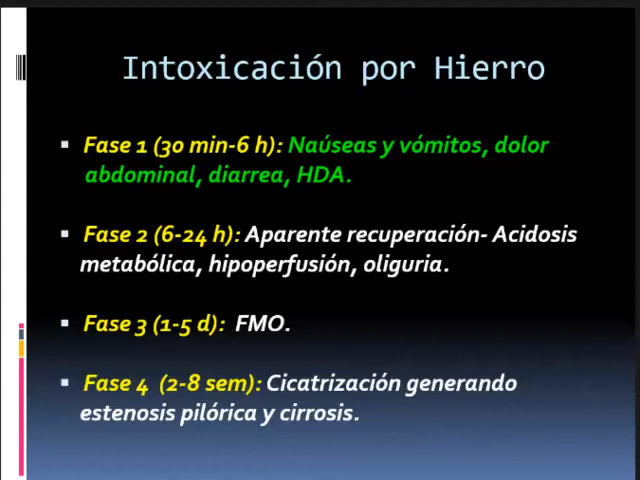 Intoxicación por Hierro
▪ Fase 1 (30 min-6 h): Naúseas y vómitos, dolor
abdominal, diarrea, HDA.
▪ Fase 2 (6-24 h): Aparente recuperación- Acidosis
metabólica, hipoperfusión, oliguria.
▪ Fase 3 (1-5 d): FMO.
▪ Fase 4 (2-8 sem): Cicatrización generando
estenosis pilórica y cirrosis.